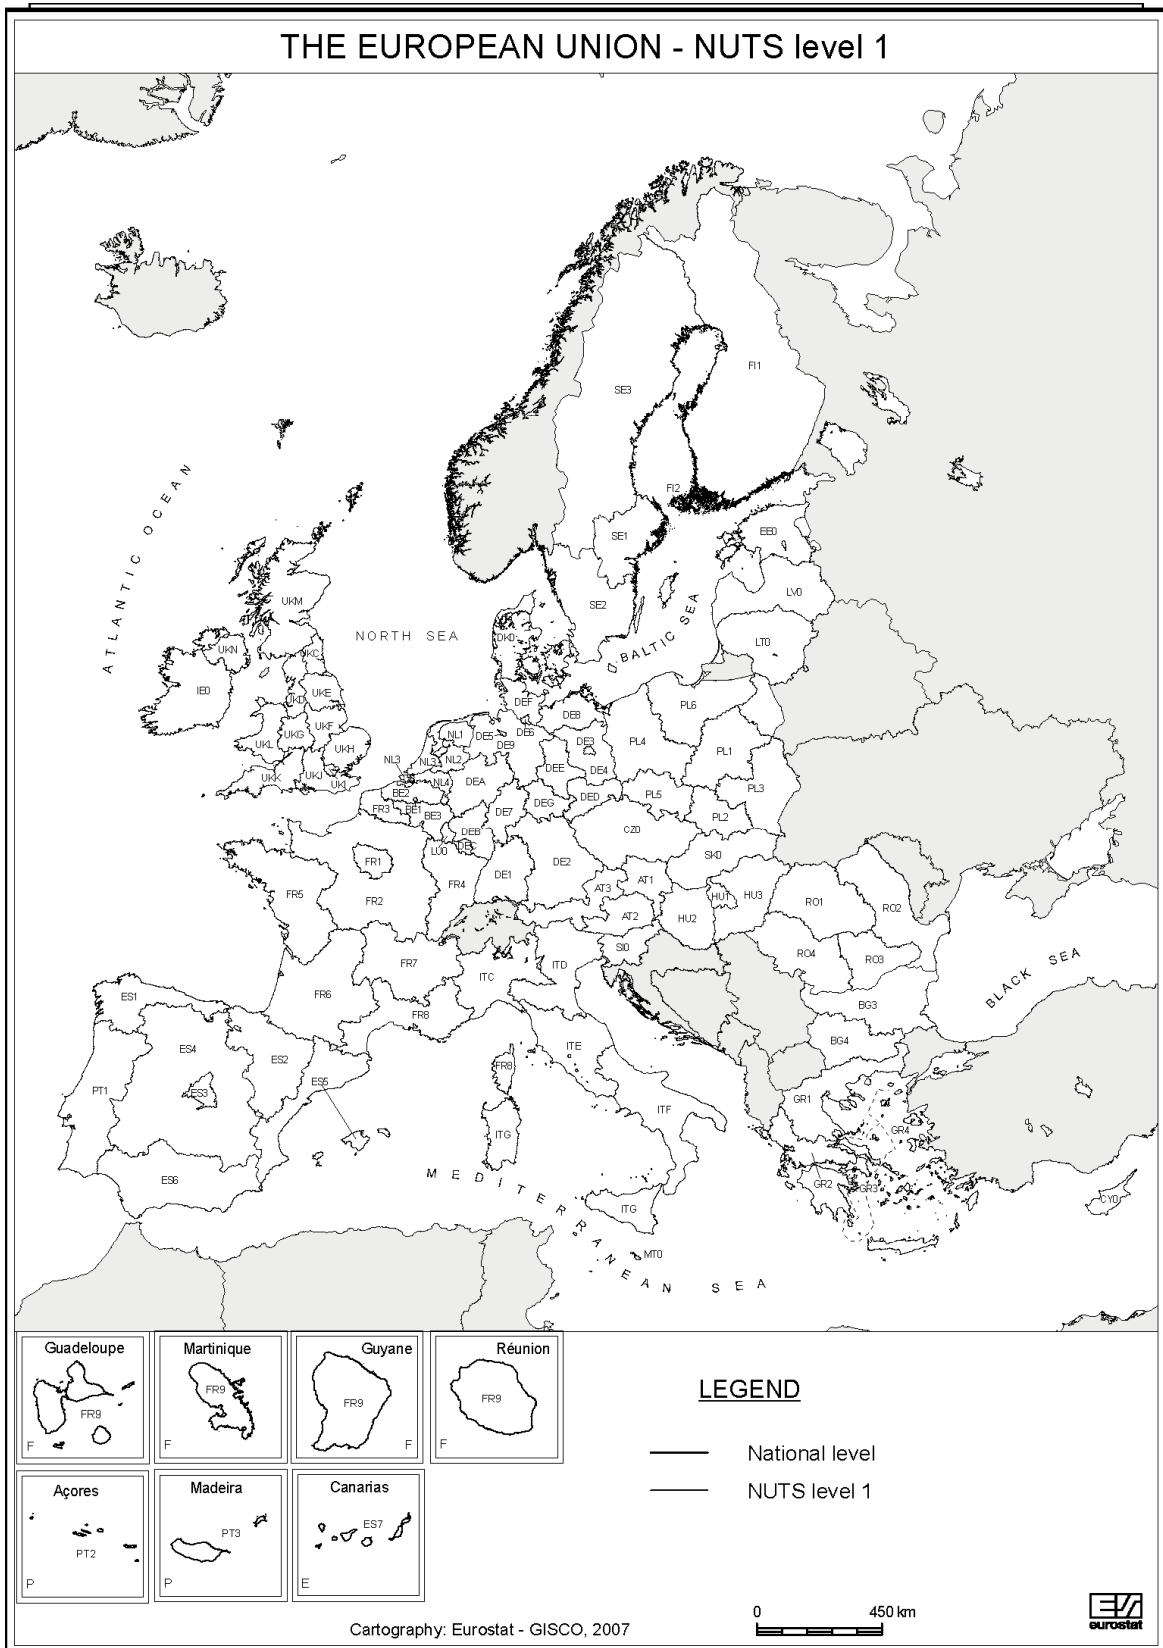 THE EUROPEAN UNION - NUTS level 1
FI1
SE3
ATLANTIC OCEAN
FI2
SE1
EE0
UKM
LV0
SE2
NORTH SEA
DK0
BALTIC SEA
LT0
UKN
UKC
IE0
UKD
UKE
DEF
PL6
DE8
UKF
UKG
NL1
DE5
DE6
UKL
UKH
DE9
DE3
PL4
PL1
NL3
NL3
NL2
DEE
DE4
UKK
UKJ
UKI
NL4
DEA
PL3
BE2
PL5
DED
FR3
BE1
BE3
DEG
DE7
PL2
DEB
CZ0
LU0
DEC
FR1
DE2
SK0
FR4
DE1
AT3
AT1
FR5
FR2
HU1
HU3
RO1
RO2
AT2
HU2
SI0
RO4
RO3
FR7
ITC
ITD
BLACK SEA
FR6
ES1
BG3
FR8
ES4
ITE
BG4
ES2
FR8
PT1
ES3
ES5
GR1
ITF
ITG
GR4
ES6
GR2
GR3
MEDITERRANEAN SEA
CY0
ITG
MT0
Guadeloupe
FR9
F
Martinique
FR9
F
Guyane
FR9
F
Réunion
FR9
F
LEGEND
National level
NUTS level 1
Açores
PT2
P
Madeira
PT3
P
Canarias
ES7
E
Cartography: Eurostat - GISCO, 2007
0 450 km
eurostat